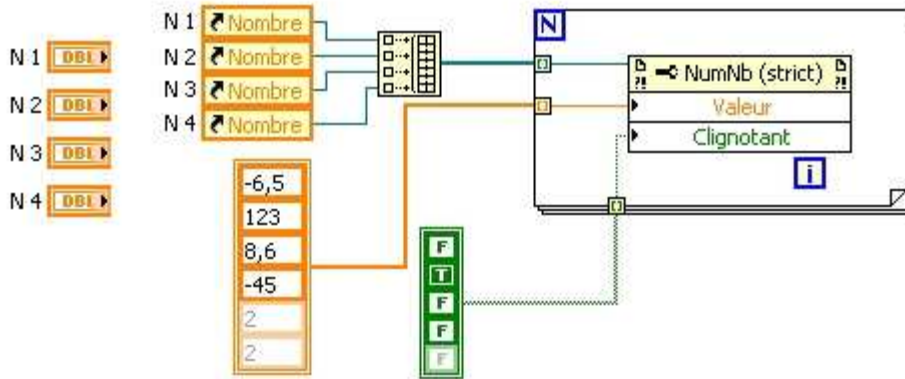 N 1 DBL
N 2 DBL
N 3 DBL
N 4 DBL
N 1 Nombre
N 2 Nombre
N 3 Nombre
N 4 Nombre
N
NumNb (strict)
Valeur
Clignotant
i
-6,5
123
8,6
-45
2
2
F
T
F
F
F